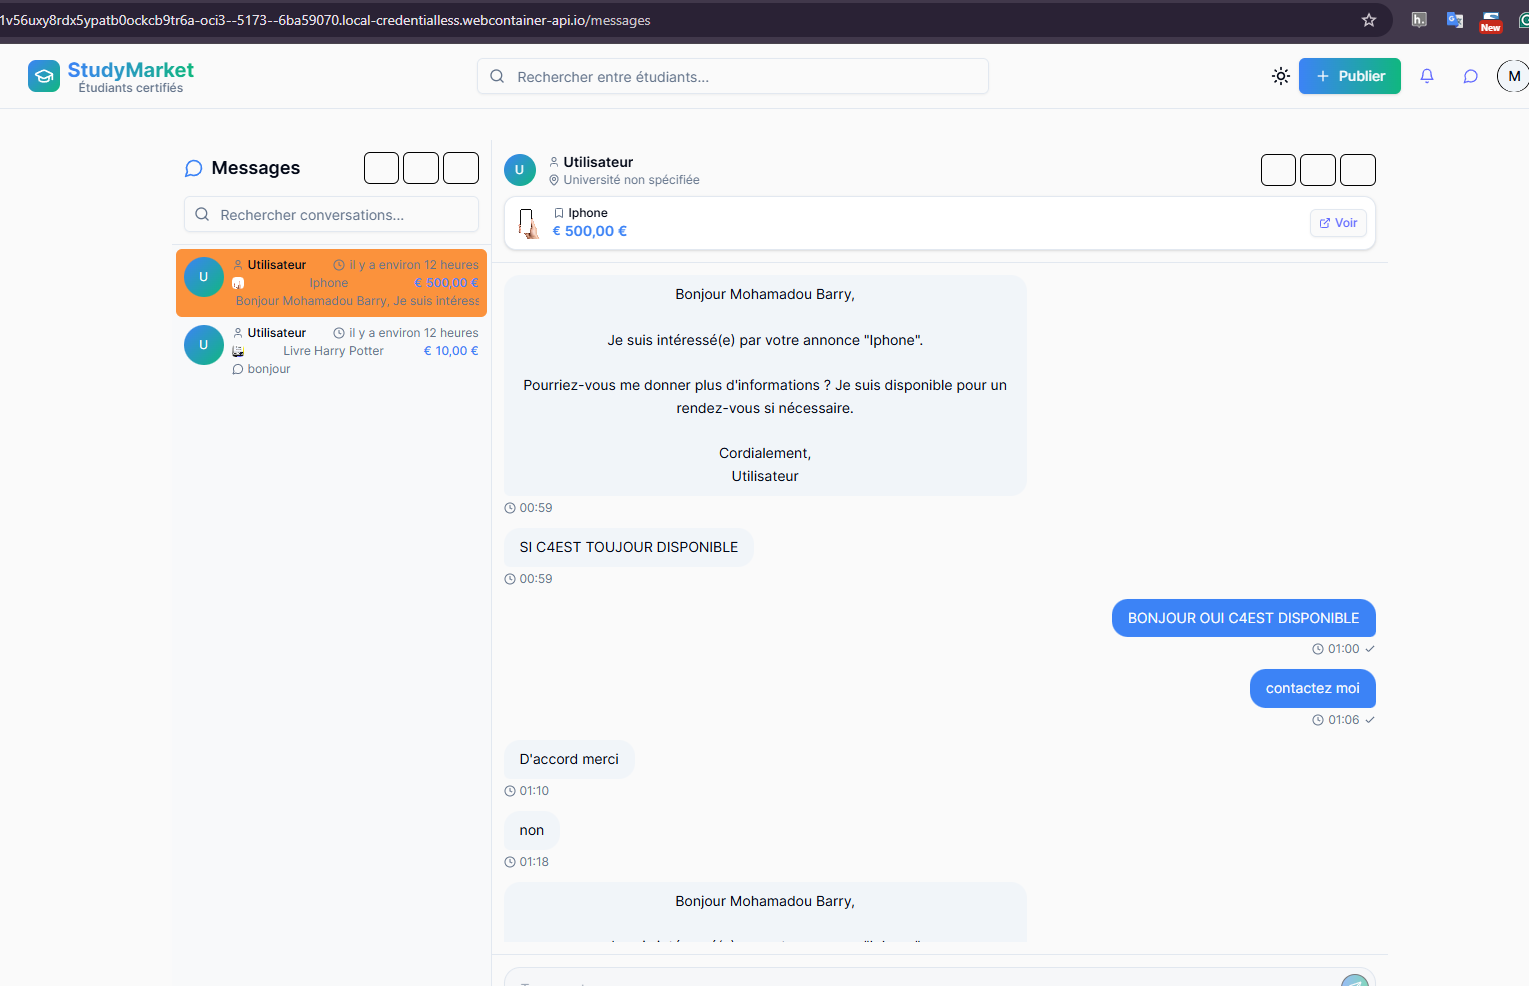 1v56uxy8rdx5ypatb0ockcb9tr6a-oci3--5173--6ba59070.local-credentialless.webcontainer-api.io/messages
h.
G
New
StudyMarket
Étudiants certifiés
Rechercher entre étudiants...
+ Publier
M
Messages
Rechercher conversations...
U
Utilisateur
il y a environ 12 heures
Iphone
€ 500,00 €
Bonjour Mohamadou Barry, Je suis intéress
U
Utilisateur
il y a environ 12 heures
Livre Harry Potter
€ 10,00 €
bonjour
U
Utilisateur
Université non spécifiée
Iphone
€ 500,00 €
Voir
Bonjour Mohamadou Barry,
Je suis intéressé(e) par votre annonce "Iphone".
Pourriez-vous me donner plus d'informations ? Je suis disponible pour un
rendez-vous si nécessaire.
Cordialement,
Utilisateur
00:59
SI C4EST TOUJOUR DISPONIBLE
00:59
BONJOUR OUI C4EST DISPONIBLE
01:00 ✓
contactez moi
01:06 ✓
D'accord merci
01:10
non
01:18
Bonjour Mohamadou Barry,